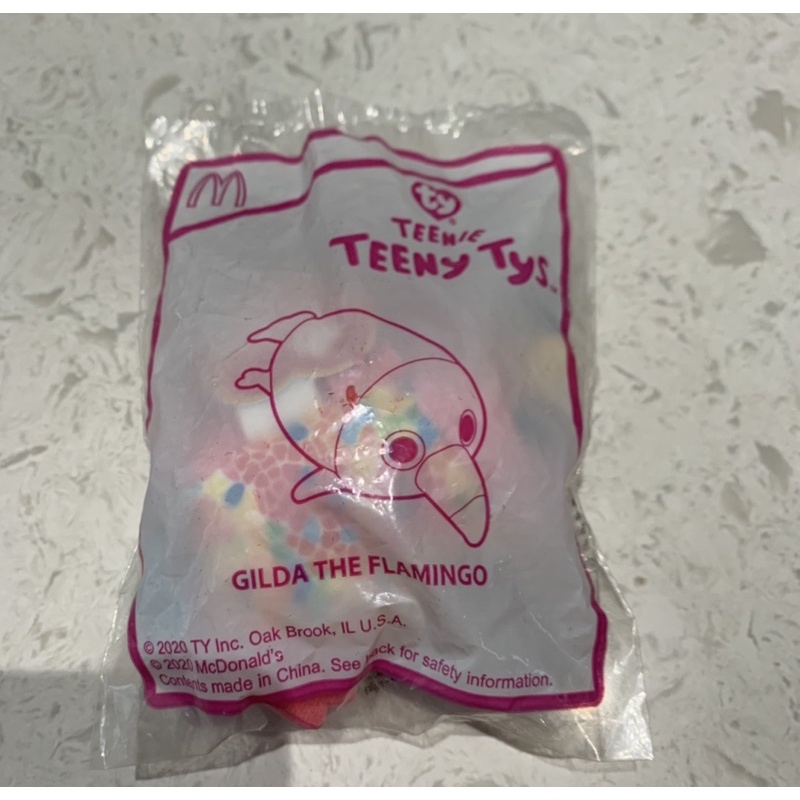 ty®
TEENIE
TEENY TYS™
GILDA THE FLAMINGO
© 2020 TY Inc. Oak Brook, IL U.S.A.
© 2020 McDonald's
Contents made in China. See back for safety information.